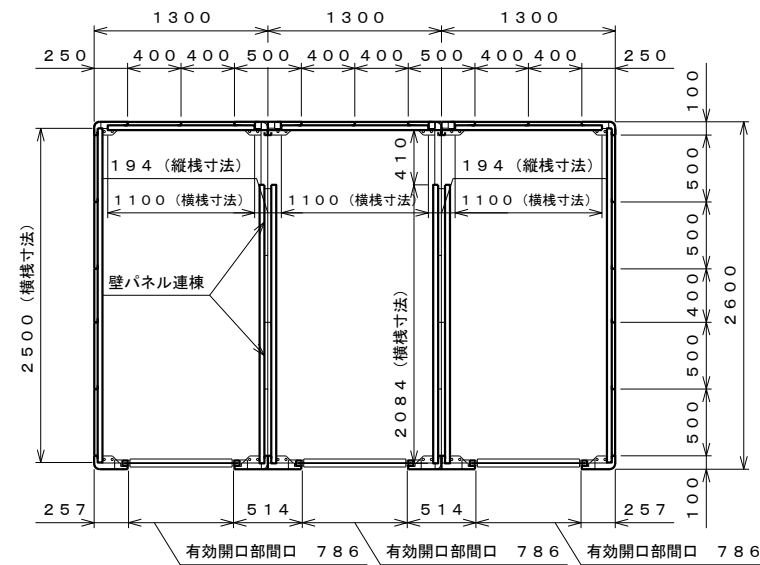 １３００ １３００ １３００
２５０ ４００ ４００ ５００ ４００ ４００ ５００ ４００ ４００ ２５０
１００
４１０
１９４（縦桟寸法） １９４（縦桟寸法）
５００
１１００（横桟寸法） １１００（横桟寸法） １１００（横桟寸法）
５００
壁パネル連棟
２５００（横桟寸法）
４００
２６００
２０８４（横桟寸法）
５００
５００
１００
２５７ ５１４ ５１４ ２５７
有効開口部間口 ７８６ 有効開口部間口 ７８６ 有効開口部間口 ７８６